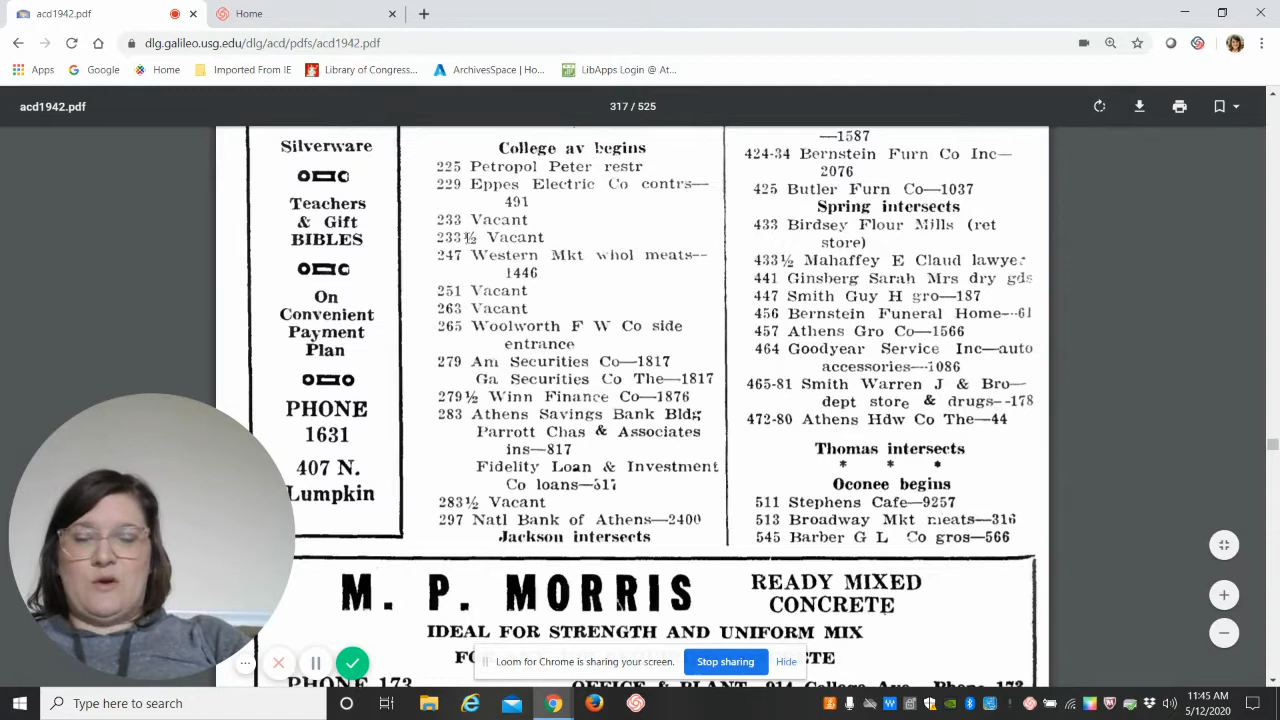 acd1942.pdf
Home
dlg.galileo.usg.edu/dlg/acd/pdfs/acd1942.pdf
Apps
Google
Home
Imported From IE
Library of Congress...
ArchivesSpace | Ho...
LibApps Login @ At...
acd1942.pdf
317 / 525
Silverware
Teachers
& Gift
BIBLES
On
Convenient
Payment
Plan
PHONE
1631
407 N.
Lumpkin
College av begins
225 Petropol Peter restr
229 Eppes Electric Co contrs—
491
233 Vacant
233½ Vacant
247 Western Mkt whol meats--
1446
251 Vacant
263 Vacant
265 Woolworth F W Co side
entrance
279 Am Securities Co—1817
Ga Securities Co The—1817
279½ Winn Finance Co—1876
283 Athens Savings Bank Bldg
Parrott Chas & Associates
ins—817
Fidelity Loan & Investment
Co loans—517
283½ Vacant
297 Natl Bank of Athens—2400
Jackson intersects
—1587
424-34 Bernstein Furn Co Inc—
2076
425 Butler Furn Co—1037
Spring intersects
433 Birdsey Flour Mills (ret
store)
433½ Mahaffey E Claud lawyer
441 Ginsberg Sarah Mrs dry gds
447 Smith Guy H gro—187
456 Bernstein Funeral Home--61
457 Athens Gro Co—1566
464 Goodyear Service Inc—auto
accessories—1086
465-81 Smith Warren J & Bro—
dept store & drugs--178
472-80 Athens Hdw Co The—44
Thomas intersects
* * *
Oconee begins
511 Stephens Cafe—9257
513 Broadway Mkt meats—316
545 Barber G L Co gros—566
M. P. MORRIS
READY MIXED
CONCRETE
IDEAL FOR STRENGTH AND UNIFORM MIX
Loom for Chrome is sharing your screen.
Stop sharing
Hide
PHONE 173
OFFICE & PLANT 914 College Ave. Phone 173
Type here to search
11:45 AM
5/12/2020